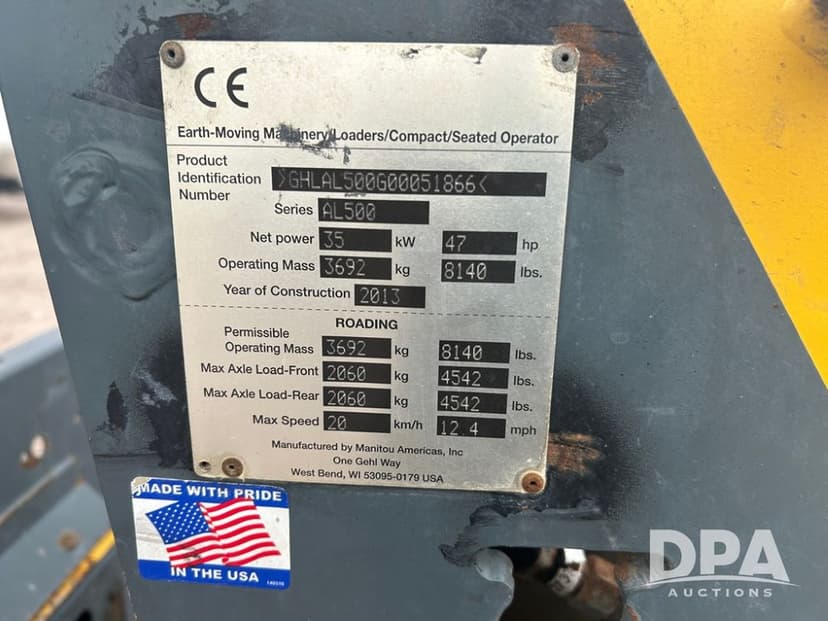 CE
Earth-Moving Machinery/Loaders/Compact/Seated Operator
Product
Identification
Number >GHLAL500G00051866<
Series AL500
Net power 35 kW 47 hp
Operating Mass 3692 kg 8140 lbs.
Year of Construction 2013
ROADING
Permissible
Operating Mass 3692 kg 8140 lbs.
Max Axle Load-Front 2060 kg 4542 lbs.
Max Axle Load-Rear 2060 kg 4542 lbs.
Max Speed 20 km/h 12.4 mph
Manufactured by Manitou Americas, Inc
One Gehl Way
West Bend, WI 53095-0179 USA
MADE WITH PRIDE
IN THE USA
DPA
AUCTIONS